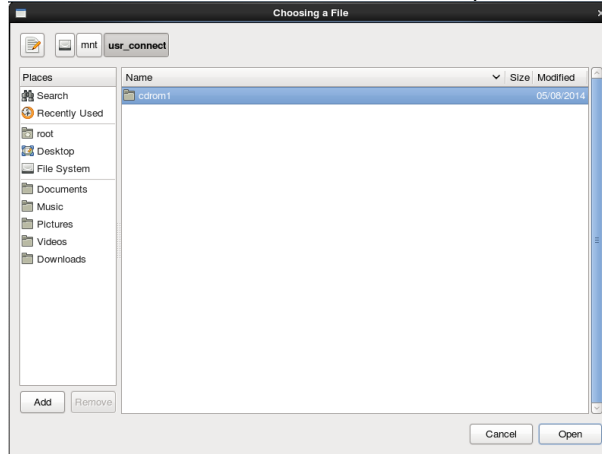 Choosing a File
mnt usr_connect
Places Name Size Modified
Search cdrom1 05/08/2014
Recently Used
root
Desktop
File System
Documents
Music
Pictures
Videos
Downloads
Add Remove
Cancel Open